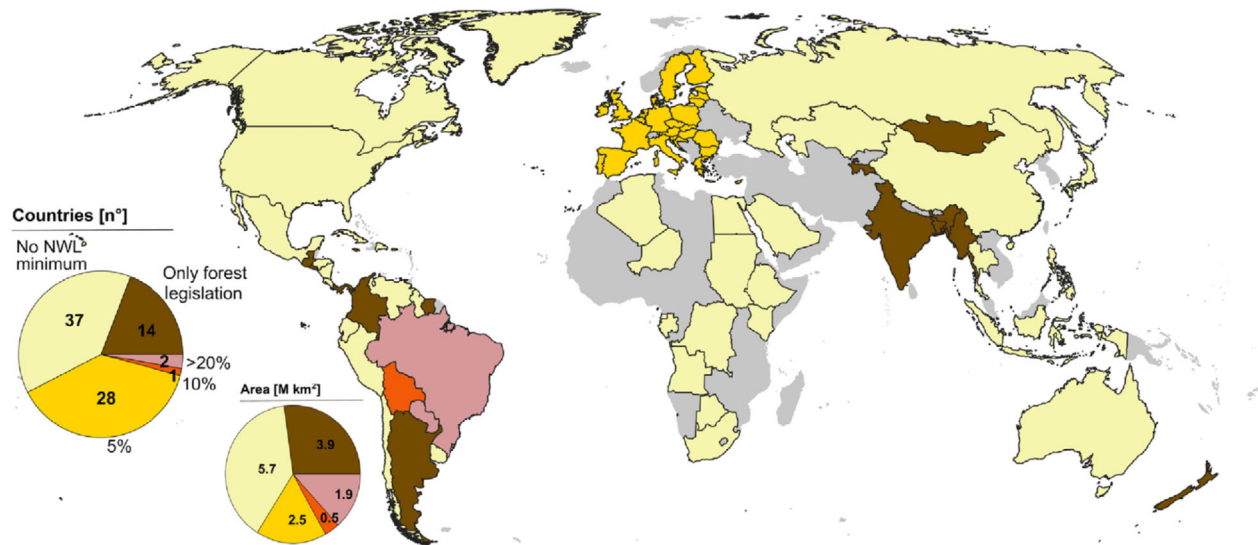 Countries [n°]
No NWL
minimum
Only forest
legislation
37
14
2
>20%
1
10%
28
5%
Area [M km²]
3.9
5.7
1.9
2.5
0.5